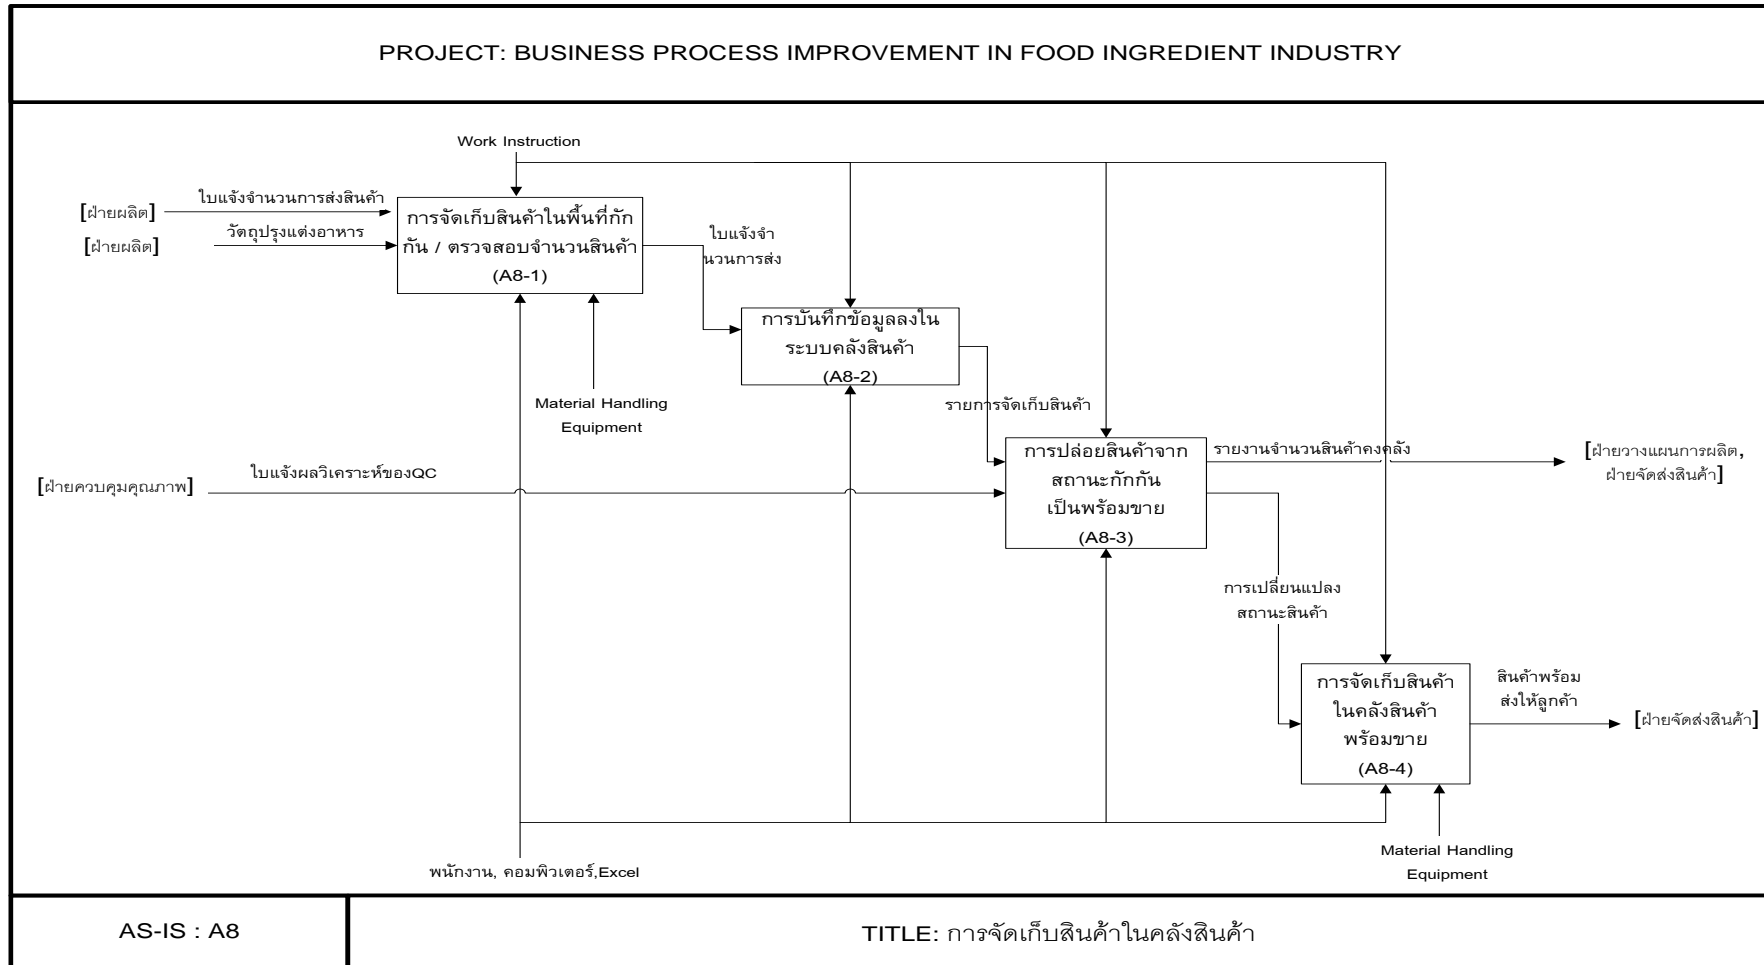 PROJECT: BUSINESS PROCESS IMPROVEMENT IN FOOD INGREDIENT INDUSTRY
Work Instruction
[ฝ่ายผลิต]
ใบแจ้งจำนวนการส่งสินค้า
[ฝ่ายผลิต]
วัตถุปรุงแต่งอาหาร
การจัดเก็บสินค้าในพื้นที่กัก
กัน / ตรวจสอบจำนวนสินค้า
(A8-1)
ใบแจ้งจำ
นวนการส่ง
Material Handling
Equipment
การบันทึกข้อมูลลงใน
ระบบคลังสินค้า
(A8-2)
รายการจัดเก็บสินค้า
[ฝ่ายควบคุมคุณภาพ]
ใบแจ้งผลวิเคราะห์ของQC
การปล่อยสินค้าจาก
สถานะกักกัน
เป็นพร้อมขาย
(A8-3)
รายงานจำนวนสินค้าคงคลัง
[ฝ่ายวางแผนการผลิต,
ฝ่ายจัดส่งสินค้า]
การเปลี่ยนแปลง
สถานะสินค้า
การจัดเก็บสินค้า
ในคลังสินค้า
พร้อมขาย
(A8-4)
สินค้าพร้อม
ส่งให้ลูกค้า
[ฝ่ายจัดส่งสินค้า]
Material Handling
Equipment
พนักงาน, คอมพิวเตอร์,Excel
AS-IS : A8
TITLE: การจัดเก็บสินค้าในคลังสินค้า